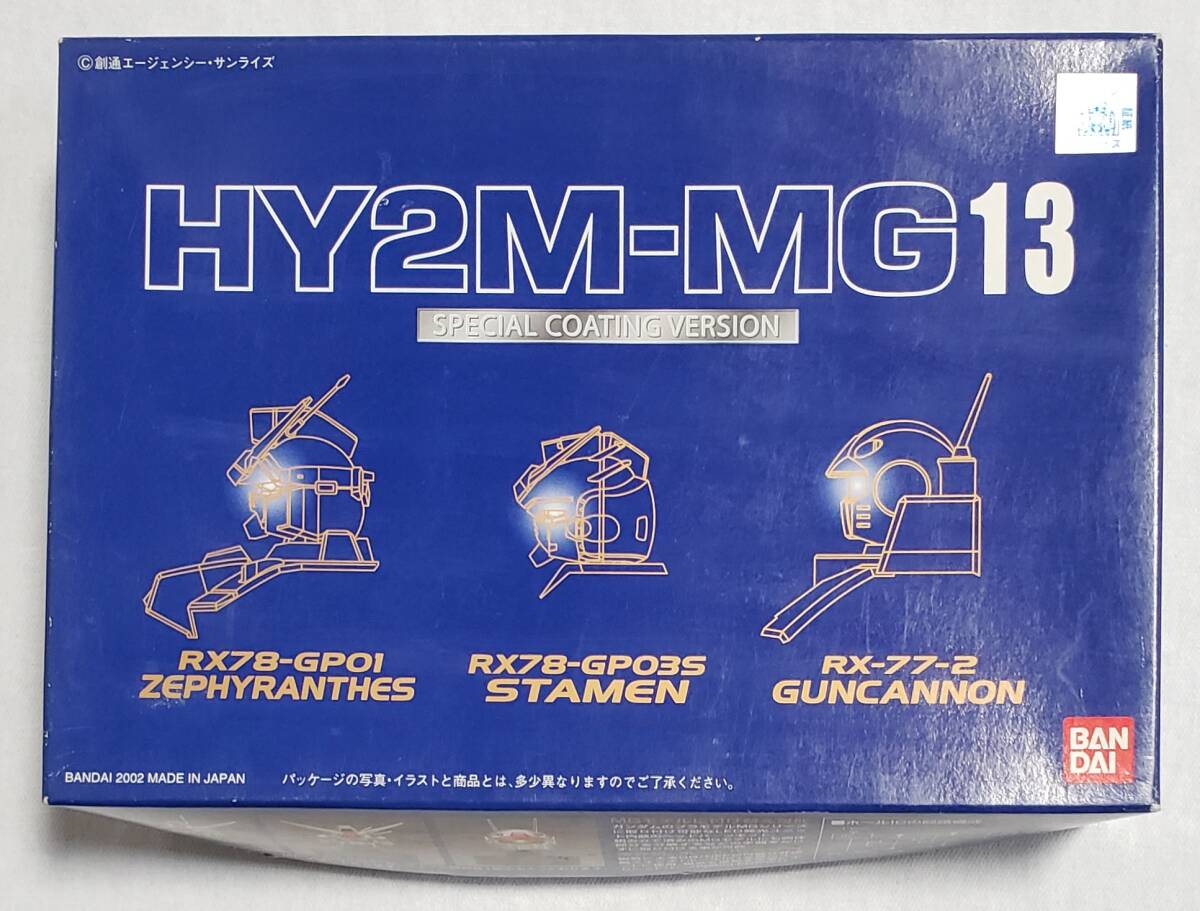 ©創通エージェンシー・サンライズ
HY2M-MG13
SPECIAL COATING VERSION
RX78-GP01
ZEPHYRANTHES
RX78-GP03S
STAMEN
RX-77-2
GUNCANNON
BAN
DAI
BANDAI 2002 MADE IN JAPAN
パッケージの写真・イラストと商品とは、多少異なりますのでご了承ください。